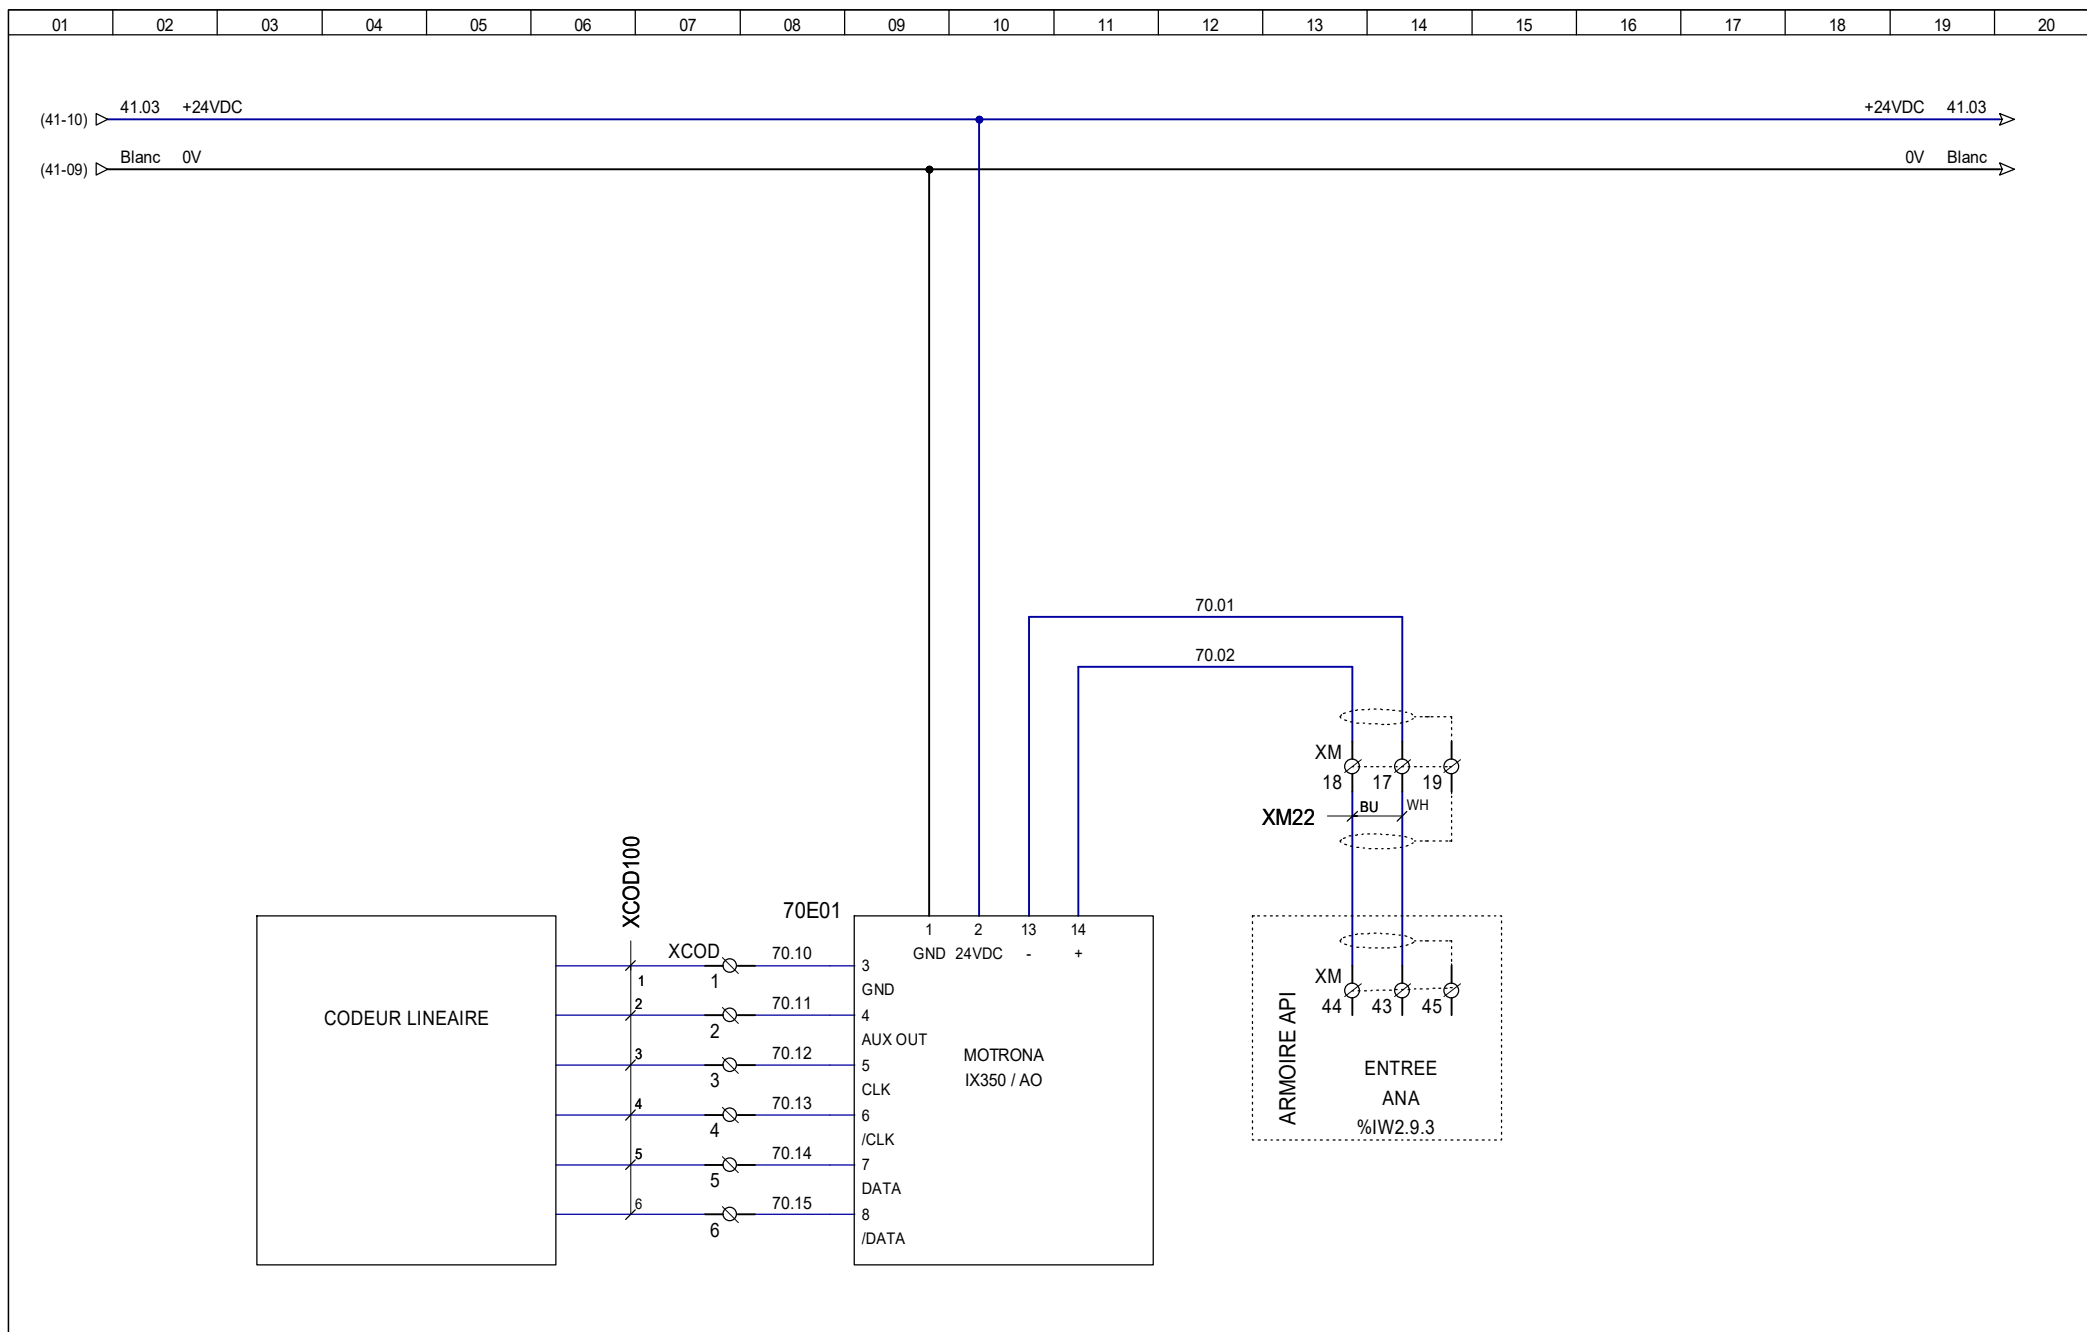 01 02 03 04 05 06 07 08 09 10 11 12 13 14 15 16 17 18 19 20
41.03 +24VDC +24VDC 41.03
(41-10)
Blanc 0V 0V Blanc
(41-09)
70.01
70.02
XM
18 17 19
XM22 BU WH
XCOD100
70E01
1 2 13 14
GND 24VDC - +
XCOD 70.10 3
1 1 GND
2 70.11 4
2 AUX OUT
3 70.12 5
3 CLK
4 70.13 6
4 /CLK
5 70.14 7
5 DATA
6 70.15 8
6 /DATA
CODEUR LINEAIRE
MOTRONA
IX350 / AO
ARMOIRE API
XM
44 43 45
ENTREE
ANA
%IW2.9.3